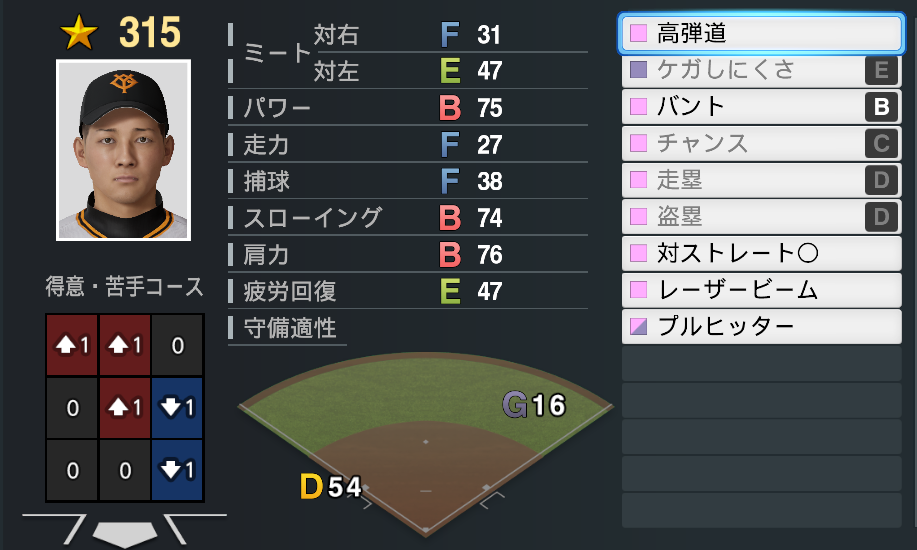 315
YG
得意・苦手コース
1 1 0
0 1 1
0 0 1
ミート 対右 F 31
対左 E 47
パワー B 75
走力 F 27
捕球 F 38
スローイング B 74
肩力 B 76
疲労回復 E 47
守備適性
G16
D54
高弾道
ケガしにくさ E
バント B
チャンス C
走塁 D
盗塁 D
対ストレート〇
レーザービーム
プルヒッター